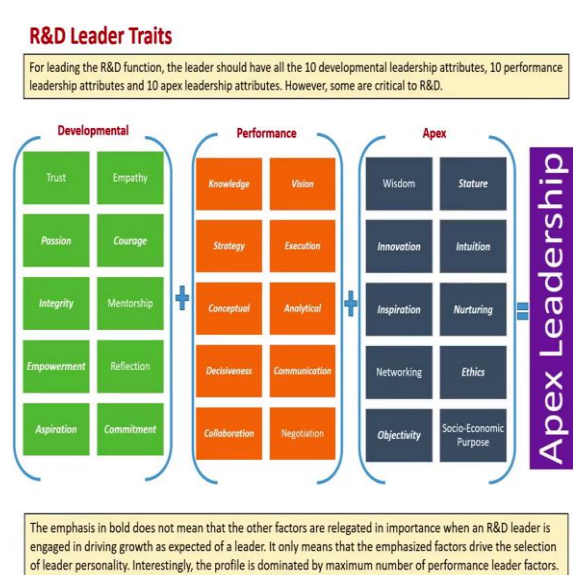 R&D Leader Traits
For leading the R&D function, the leader should have all the 10 developmental leadership attributes, 10 performance
leadership attributes and 10 apex leadership attributes. However, some are critical to R&D.
Developmental
Performance
Apex
Trust
Empathy
Passion
Courage
Integrity
Mentorship
Empowerment
Reflection
Aspiration
Commitment
+
Knowledge
Vision
Strategy
Execution
Conceptual
Analytical
Decisiveness
Communication
Collaboration
Negotiation
+
Wisdom
Stature
Innovation
Intuition
Inspiration
Nurturing
Networking
Ethics
Objectivity
Socio-Economic
Purpose
=
Apex Leadership
The emphasis in bold does not mean that the other factors are relegated in importance when an R&D leader is
engaged in driving growth as expected of a leader. It only means that the emphasized factors drive the selection
of leader personality. Interestingly, the profile is dominated by maximum number of performance leader factors.